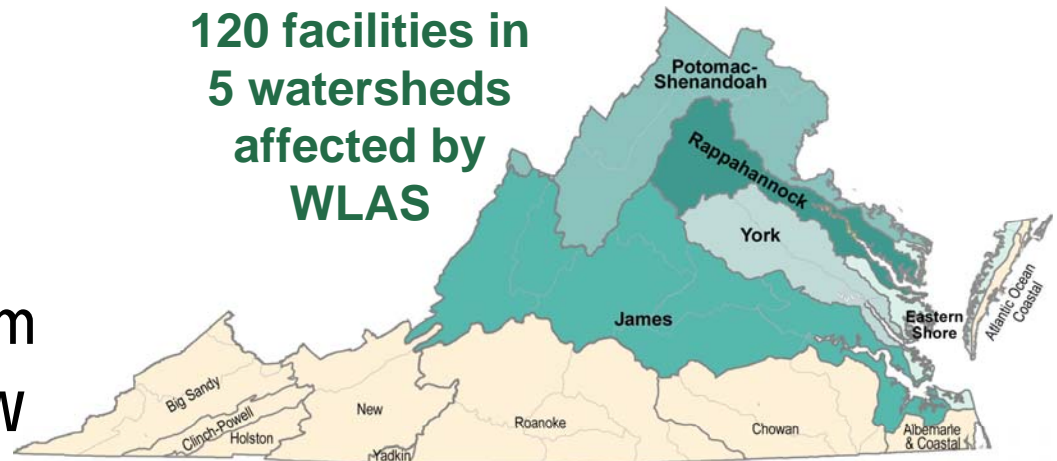 120 facilities in
5 watersheds
affected by
WLAS
Potomac-
Shenandoah
Rappahannock
York
James
Eastern
Shore
Atlantic Ocean
Coastal
m
w
Big Sandy
Clinch-Powell
Holston
New
Yadkin
Roanoke
Chowan
Albemarle
& Coastal